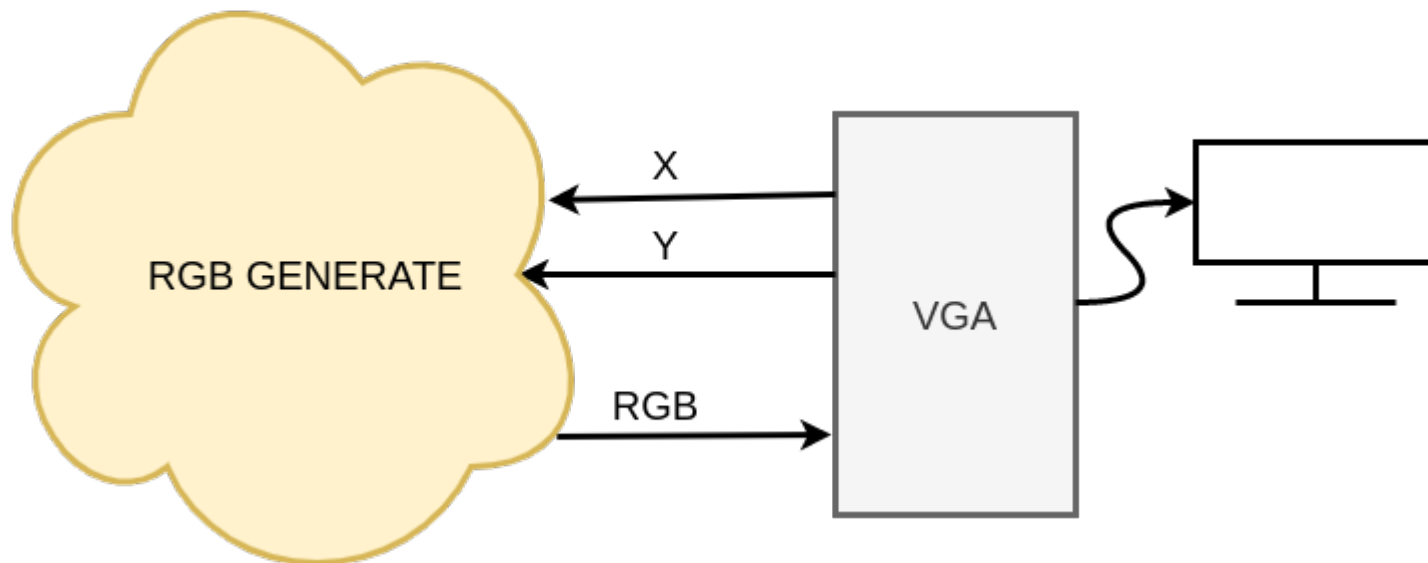 X
Y
RGB GENERATE
VGA
RGB